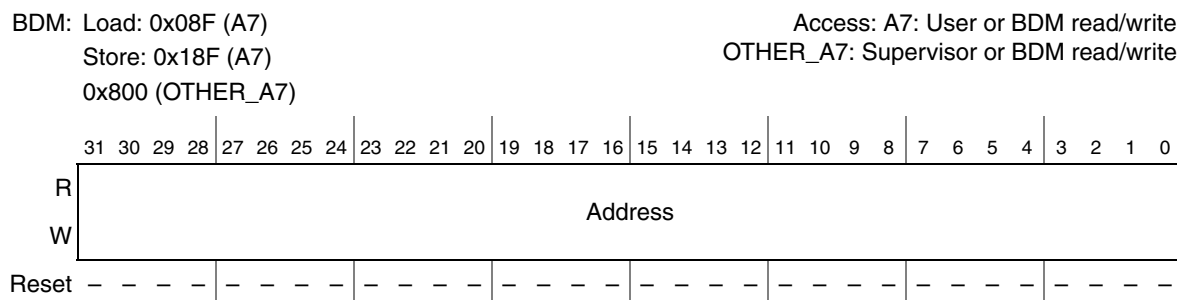 BDM: Load: 0x08F (A7) Access: A7: User or BDM read/write
Store: 0x18F (A7) OTHER_A7: Supervisor or BDM read/write
0x800 (OTHER_A7)
31 30 29 28 27 26 25 24 23 22 21 20 19 18 17 16 15 14 13 12 11 10 9 8 7 6 5 4 3 2 1 0
R
Address
W
Reset – – – – – – – – – – – – – – – – – – – – – – – – – – – – – – – –